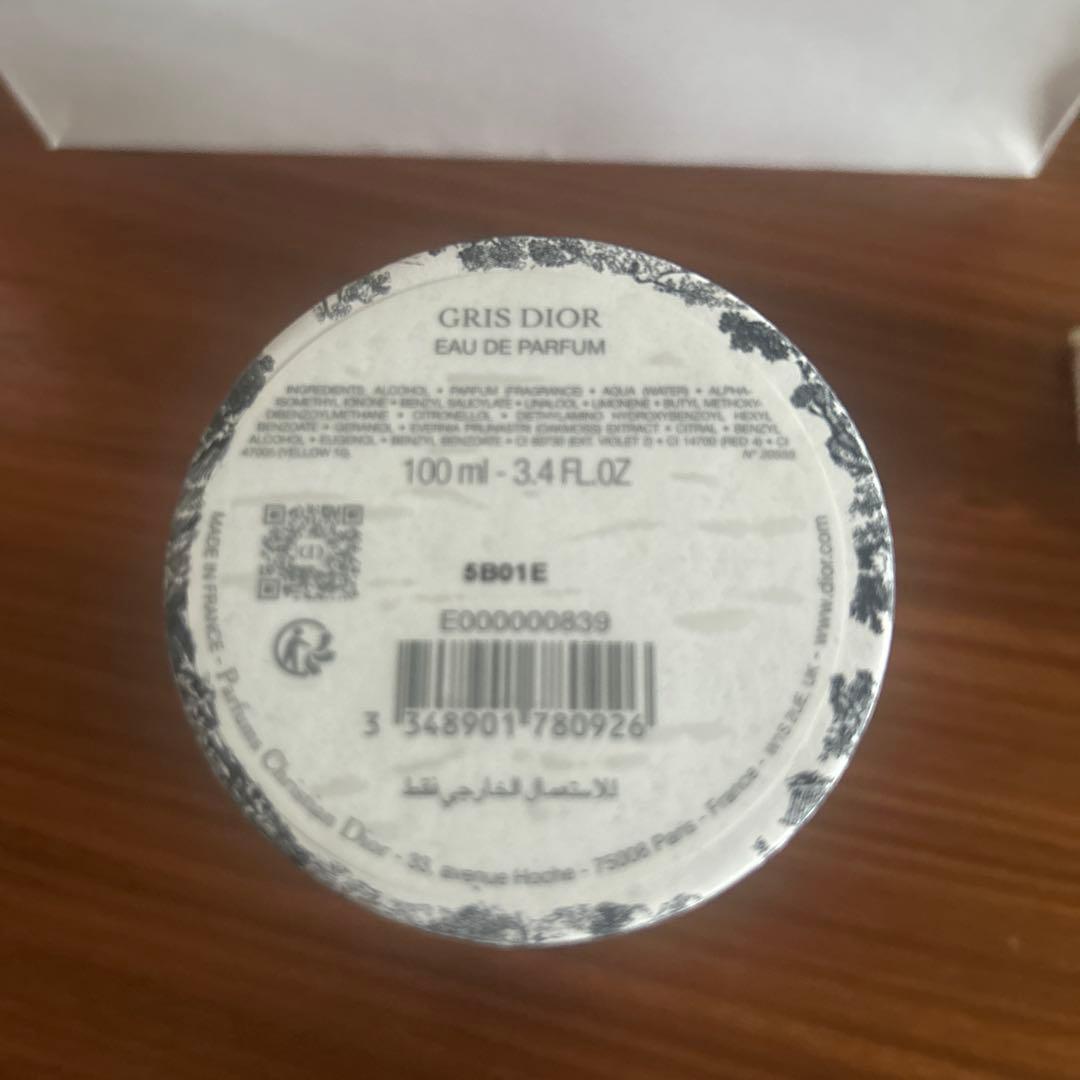 GRIS DIOR
EAU DE PARFUM
INGREDIENTS: ALCOHOL • PARFUM (FRAGRANCE) • AQUA (WATER) • ALPHA-
ISOMETHYL IONONE • BENZYL SALICYLATE • LINALOOL • LIMONENE • BUTYL METHOXY-
DIBENZOYLMETHANE • CITRONELLOL • DIETHYLAMINO HYDROXYBENZOYL HEXYL
BENZOATE • GERANIOL • EVERNIA PRUNASTRI (OAKMOSS) EXTRACT • CITRAL • BENZYL
ALCOHOL • EUGENOL • BENZYL BENZOATE • CI 60730 (EXT. VIOLET 2) • CI 14700 (RED 4) • CI
47005 (YELLOW 10).
100 ml - 3.4 FL.OZ
5B01E
E000000839
3 348901 780926
للاستعمال الخارجي فقط
MADE IN FRANCE - Parfums Christian Dior - 33, avenue Hoche - 75008 Paris - France - W1S 2UE UK - www.dior.com